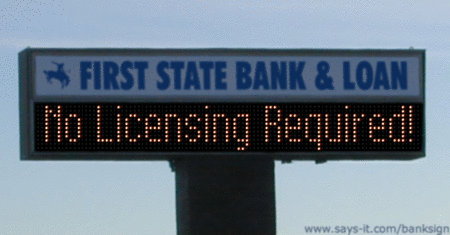 FIRST STATE BANK & LOAN
No Licensing Required!
www.says-it.com/banksign